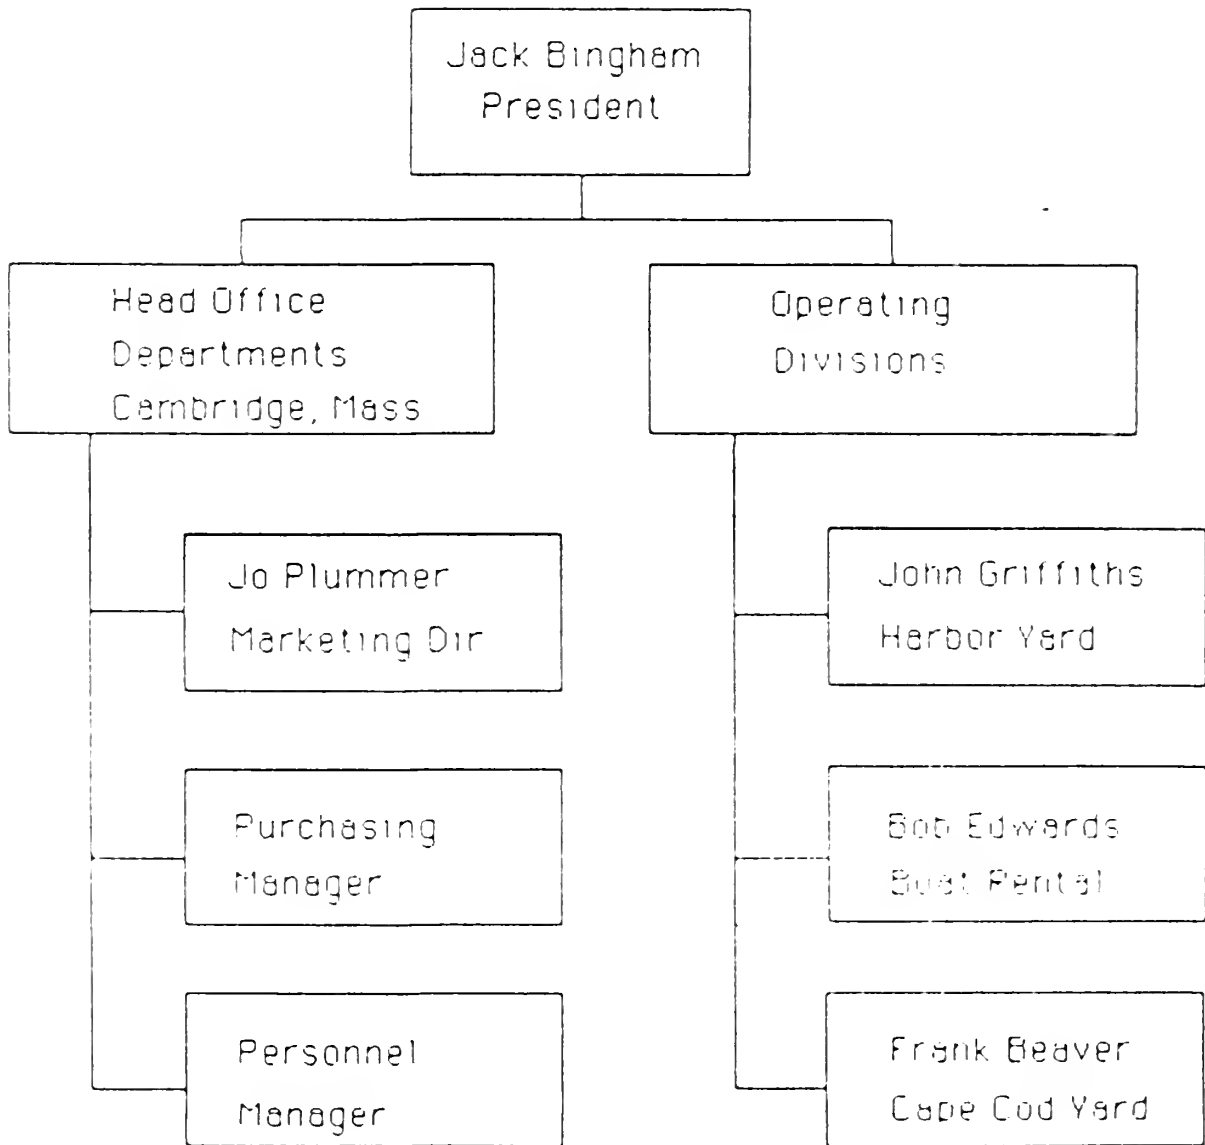 Jack Bingham
President
Head Office
Departments
Cambridge, Mass
Operating
Divisions
Jo Plummer
Marketing Dir
John Griffiths
Harbor Yard
Purchasing
Manager
Bob Edwards
Boat Rental
Personnel
Manager
Frank Beaver
Cape Cod Yard